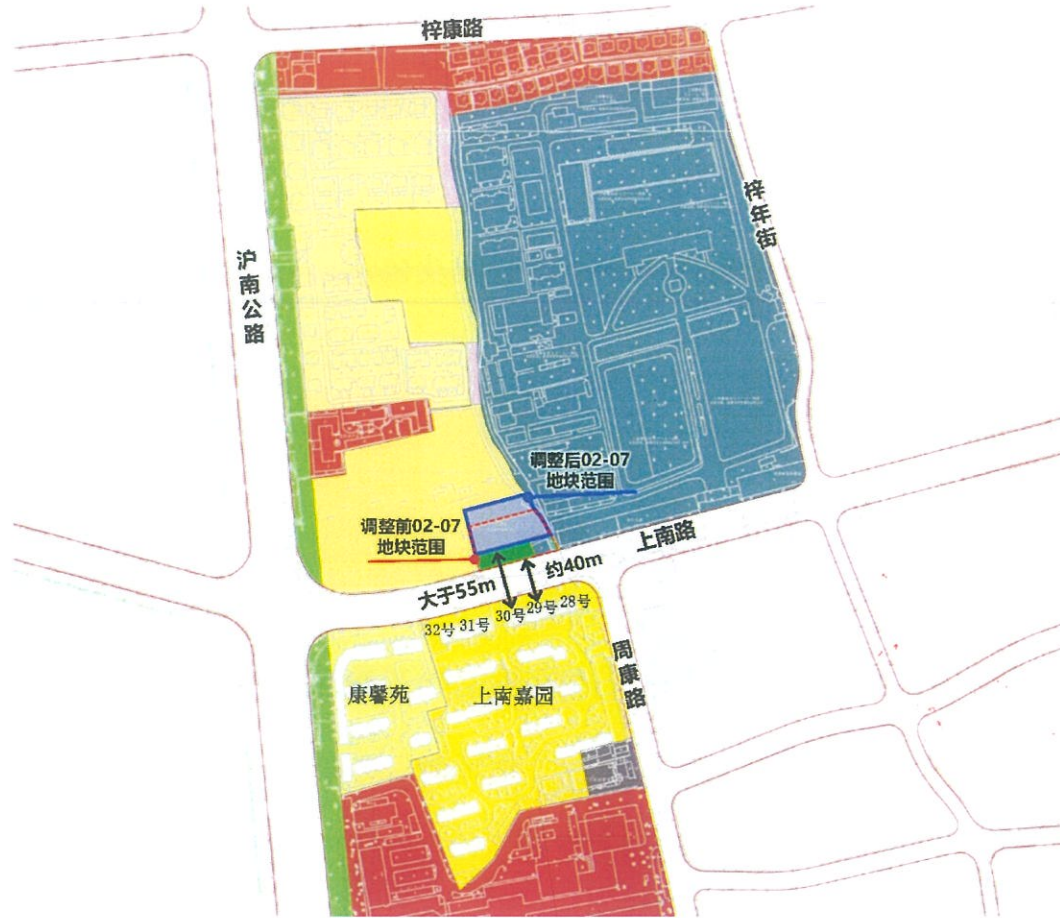 梓康路
梓年街
沪南公路
调整后02-07
地块范围
调整前02-07
地块范围
上南路
大于55m
约40m
32号 31号 30号 29号 28号
周康路
康馨苑
上南嘉园